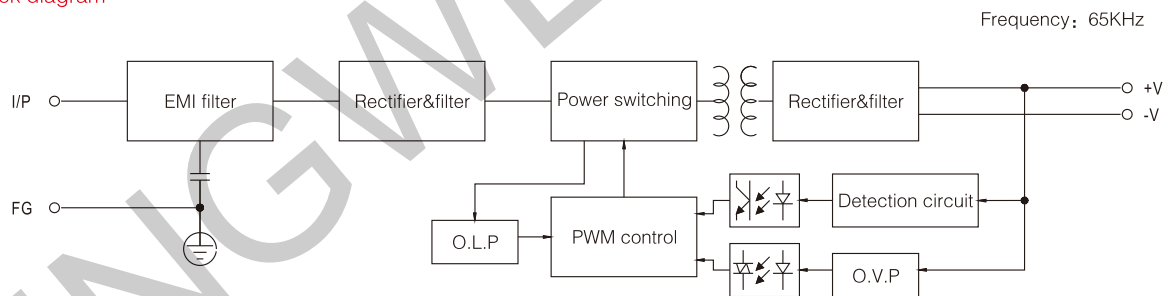 ck diagram
Frequency: 65KHz
I/P
EMI filter
Rectifier&filter
Power switching
Rectifier&filter
+V
-V
FG
O.L.P
PWM control
Detection circuit
O.V.P